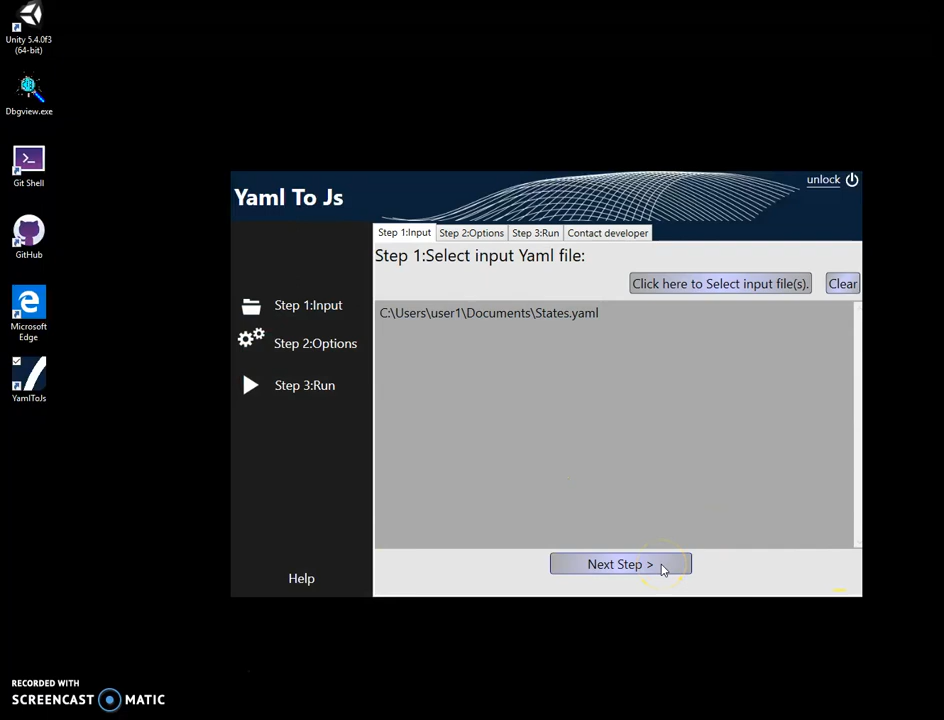 Unity 5.4.0f3
(64-bit)
Dbgview.exe
Git Shell
GitHub
Microsoft
Edge
YamlToJs
Yaml To Js
unlock
Step 1:Input
Step 2:Options
Step 3:Run
Help
Step 1:Input Step 2:Options Step 3:Run Contact developer
Step 1:Select input Yaml file:
Click here to Select input file(s). Clear
C:\Users\user1\Documents\States.yaml
Next Step >
RECORDED WITH
SCREENCAST MATIC